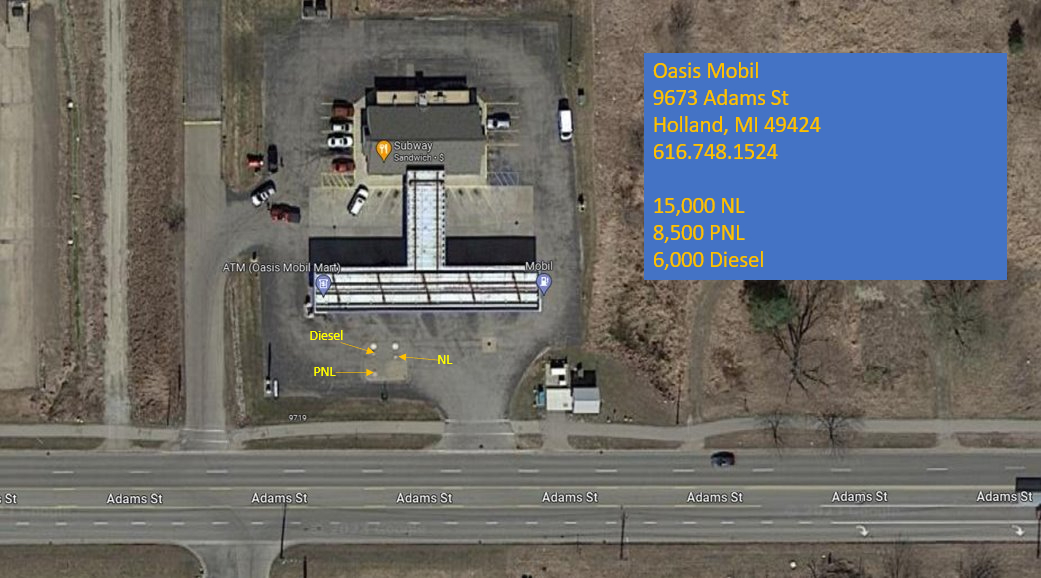 Oasis Mobil
9673 Adams St
Holland, MI 49424
616.748.1524
15,000 NL
8,500 PNL
6,000 Diesel
Subway
Sandwich • $
ATM (Oasis Mobil Mart)
Mobil
Diesel
NL
PNL
9719
s St
Adams St
Adams St
Adams St
Adams St
Adams St
Adams St
Adams St